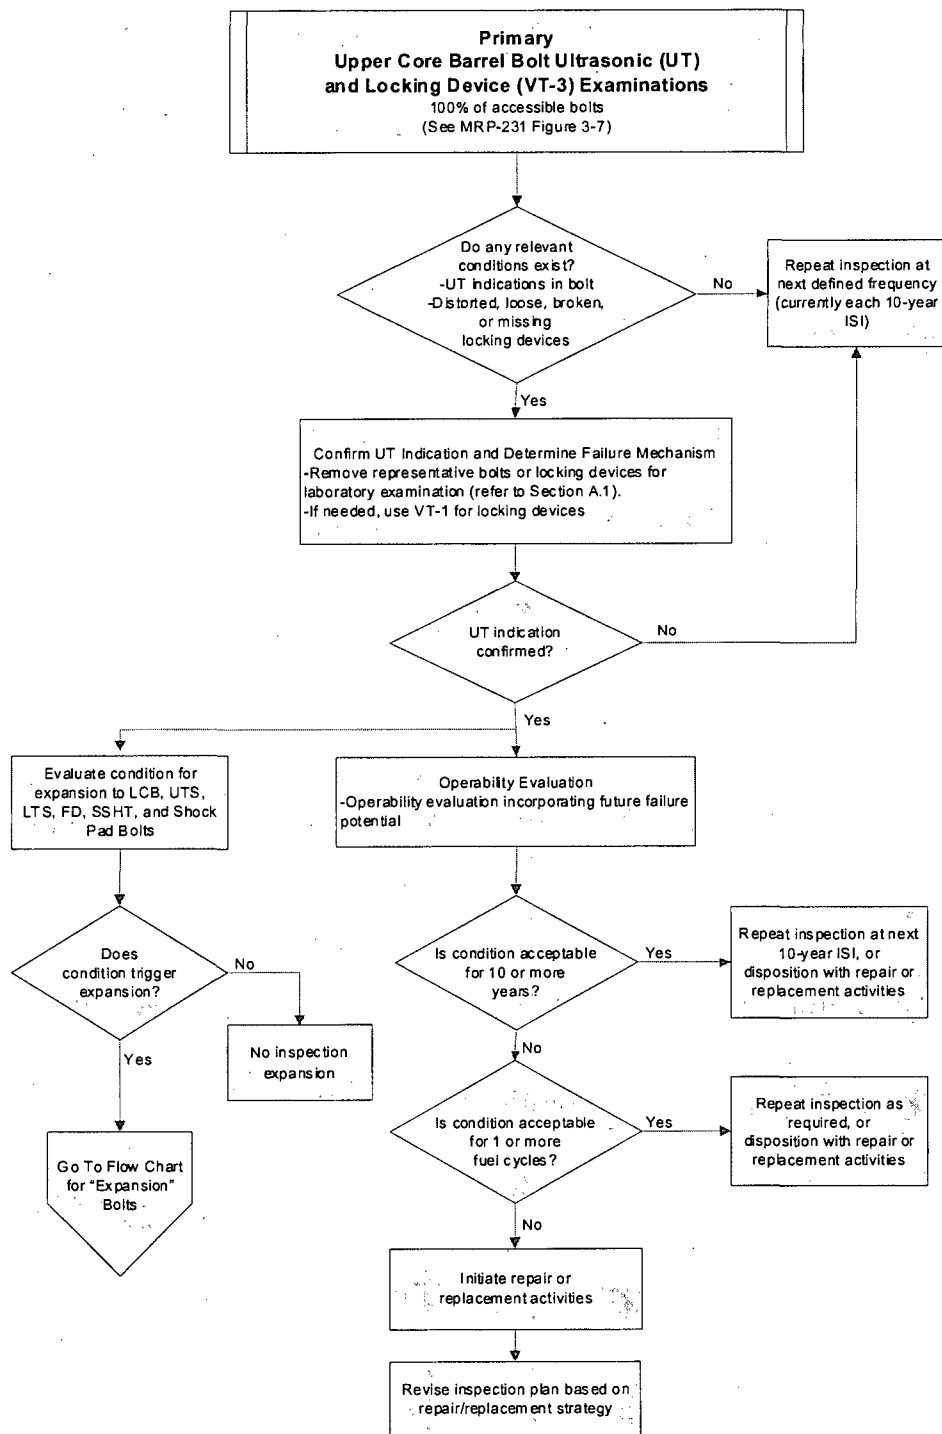 Primary
Upper Core Barrel Bolt Ultrasonic (UT)
and Locking Device (VT-3) Examinations
100% of accessible bolts
(See MRP-231 Figure 3-7)
Do any relevant
conditions exist?
-UT indications in bolt
-Distorted, loose, broken,
or missing
locking devices
No
Repeat inspection at
next defined frequency
(currently each 10-year
ISI)
Yes
Confirm UT Indication and Determine Failure Mechanism
-Remove representative bolts or locking devices for
laboratory examination (refer to Section A.1).
-If needed, use VT-1 for locking devices
UT indication
confirmed?
No
Yes
Evaluate condition for
expansion to LCB, UTS,
LTS, FD, SSHT, and Shock
Pad Bolts
Operability Evaluation
-Operability evaluation incorporating future failure
potential
Does
condition trigger
expansion?
No
No inspection
expansion
Yes
Go To Flow Chart
for "Expansion"
Bolts
Is condition acceptable
for 10 or more
years?
Yes
Repeat inspection at next
10-year ISI, or
disposition with repair or
replacement activities
No
Is condition acceptable
for 1 or more
fuel cycles?
Yes
Repeat inspection as
required, or
disposition with repair or
replacement activities
No
Initiate repair or
replacement activities
Revise inspection plan based on
repair/replacement strategy